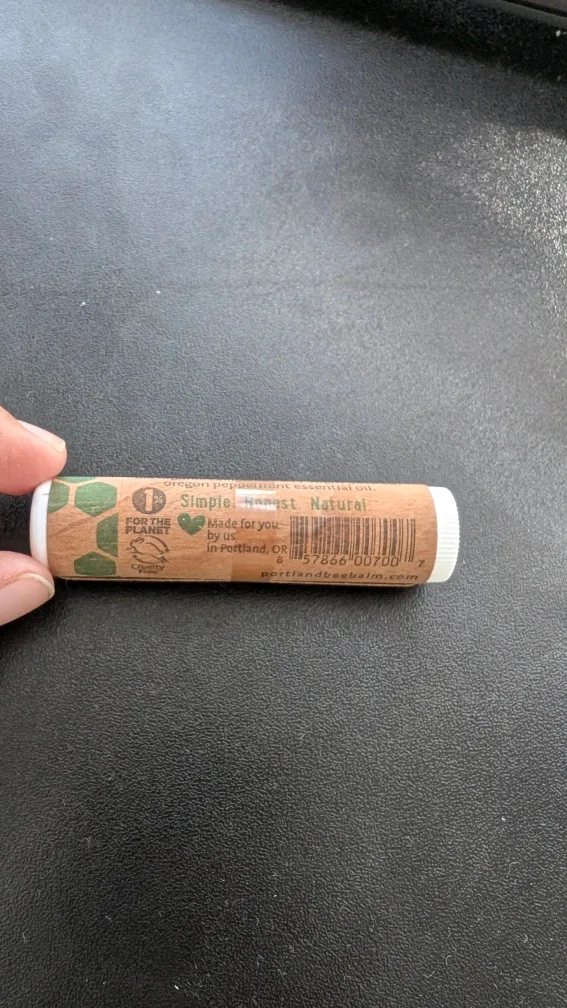 oregon peppermint essential oil.
1%
FOR THE
PLANET
Cruelty
Free
Simple Honest Natural
Made for you
by us
in Portland, OR
8 57866 00700 7
portlandbeebalm.com